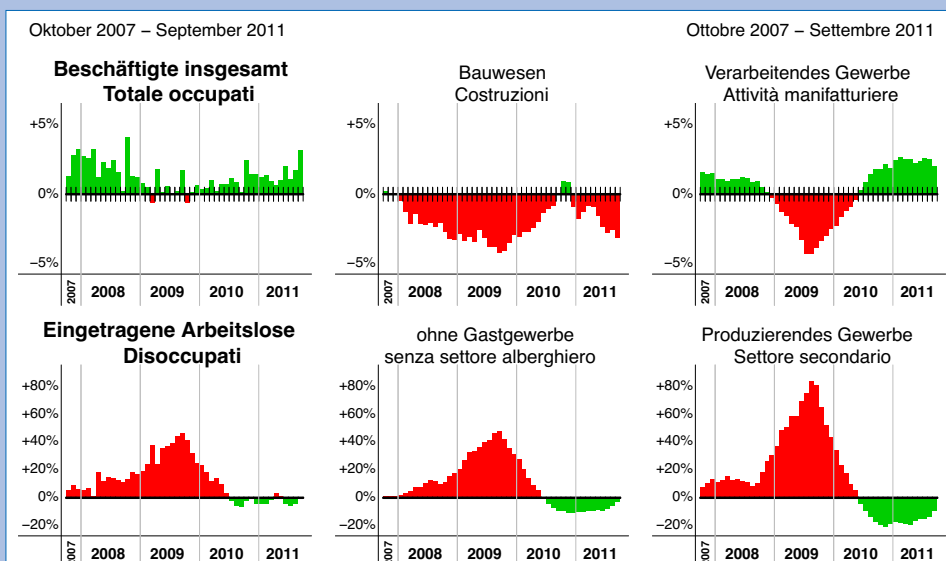 Oktober 2007 – September 2011
Ottobre 2007 – Settembre 2011
Beschäftigte insgesamt
Totale occupati
+5%
0%
−5%
2007 2008 2009 2010 2011
Bauwesen
Costruzioni
+5%
0%
−5%
2007 2008 2009 2010 2011
Verarbeitendes Gewerbe
Attività manifatturiere
+5%
0%
−5%
2007 2008 2009 2010 2011
Eingetragene Arbeitslose
Disoccupati
+80%
+60%
+40%
+20%
0%
−20%
2007 2008 2009 2010 2011
ohne Gastgewerbe
senza settore alberghiero
+80%
+60%
+40%
+20%
0%
−20%
2007 2008 2009 2010 2011
Produzierendes Gewerbe
Settore secondario
+80%
+60%
+40%
+20%
0%
−20%
2007 2008 2009 2010 2011